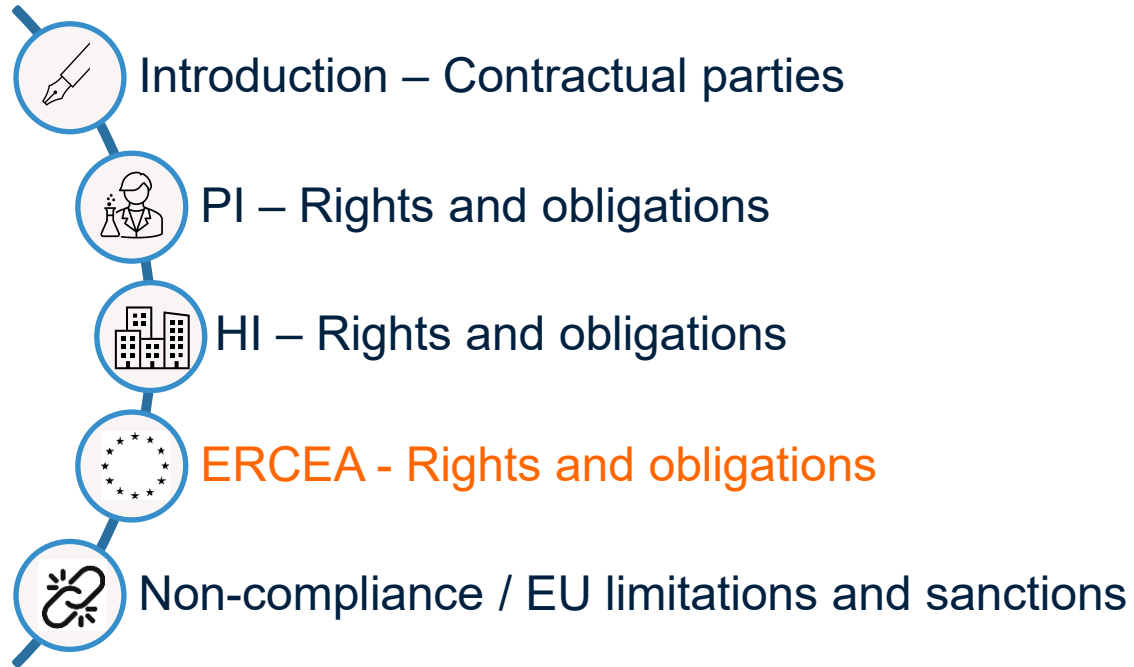 Introduction – Contractual parties
PI – Rights and obligations
HI – Rights and obligations
ERCEA - Rights and obligations
Non-compliance / EU limitations and sanctions